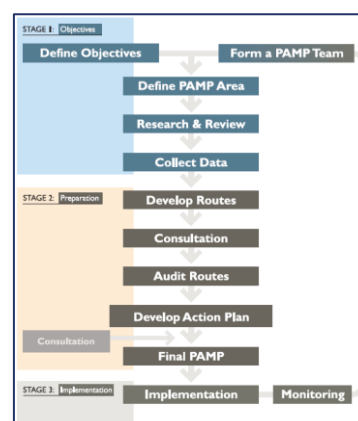 STAGE 1: Objectives
Define Objectives
Form a PAMP Team
Define PAMP Area
Research & Review
Collect Data
STAGE 2: Preparation
Develop Routes
Consultation
Audit Routes
Develop Action Plan
Consultation
Final PAMP
STAGE 3: Implementation
Implementation
Monitoring